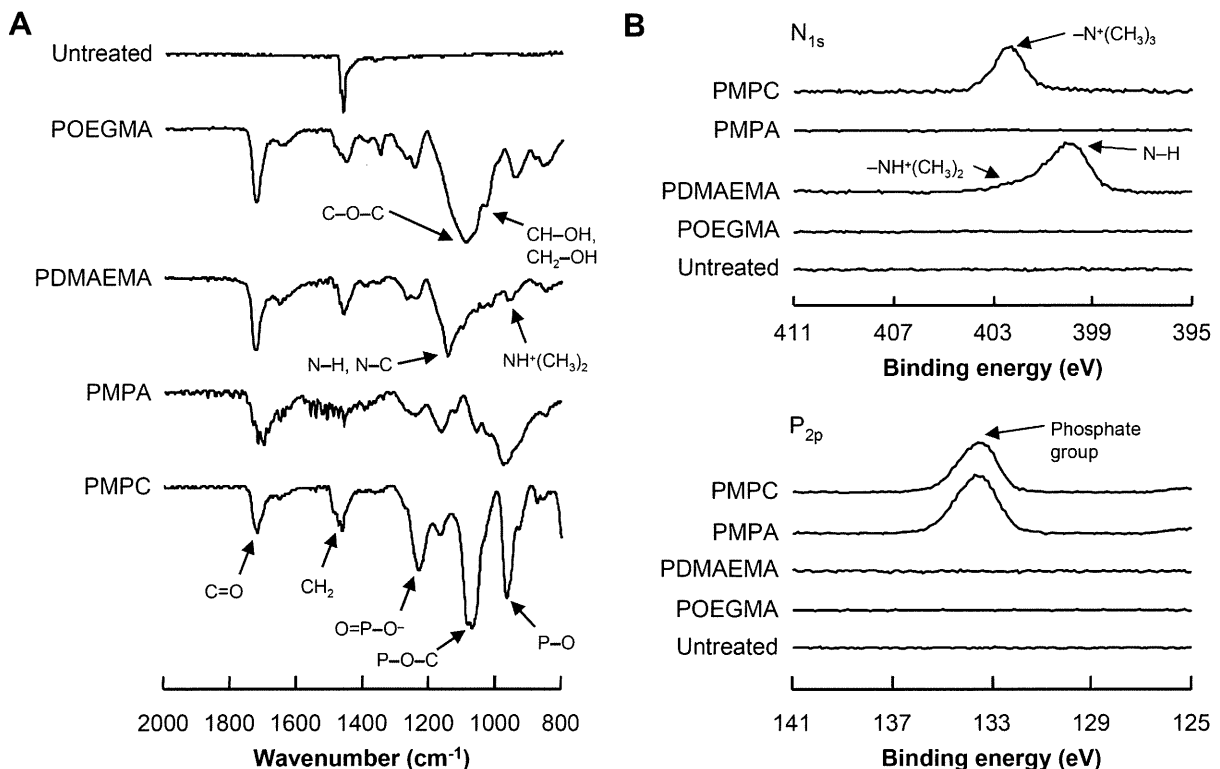 A
Untreated
POEGMA
C–O–C
CH–OH,
CH₂–OH
PDMAEMA
N–H, N–C
NH⁺(CH₃)₂
PMPA
PMPC
C=O
CH₂
O=P–O⁻
P–O–C
P–O
2000 1800 1600 1400 1200 1000 800
Wavenumber (cm⁻¹)
B
N₁ₛ
–N⁺(CH₃)₃
PMPC
PMPA
N–H
–NH⁺(CH₃)₂
PDMAEMA
POEGMA
Untreated
411 407 403 399 395
Binding energy (eV)
P₂ₚ
Phosphate
group
PMPC
PMPA
PDMAEMA
POEGMA
Untreated
141 137 133 129 125
Binding energy (eV)